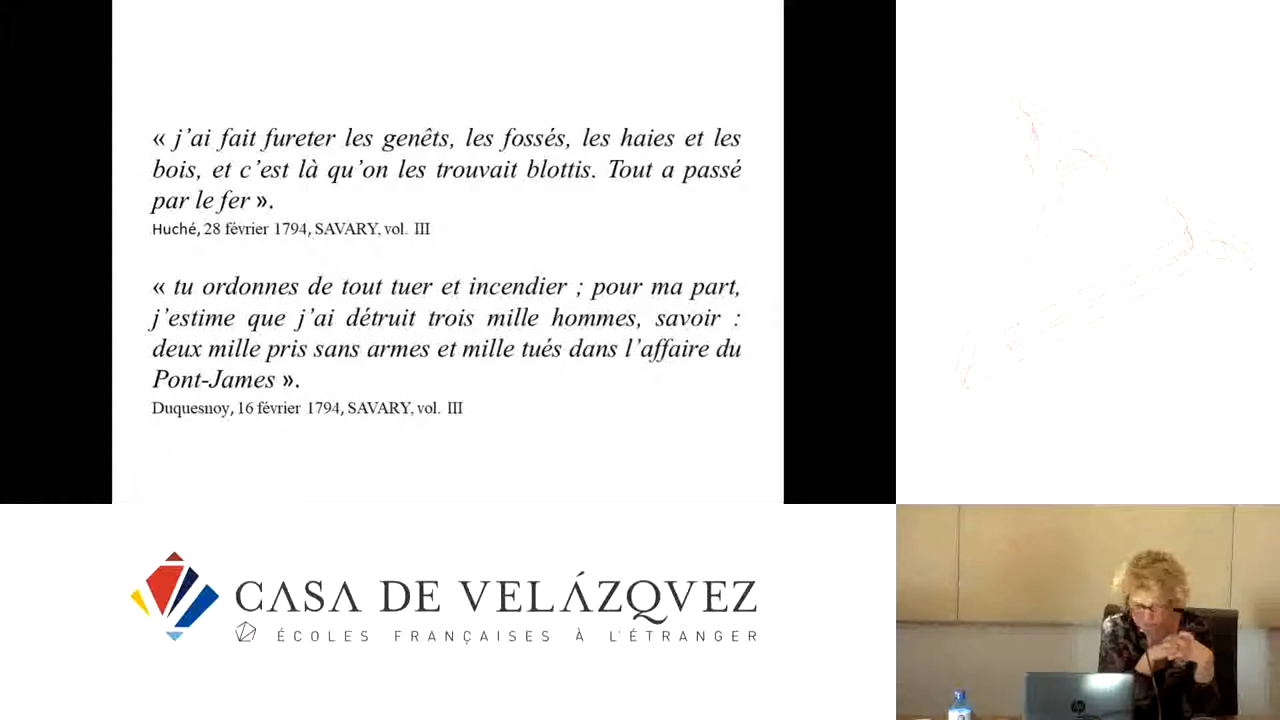 « j’ai fait fureter les genêts, les fossés, les haies et les
bois, et c’est là qu’on les trouvait blottis. Tout a passé
par le fer ».
Huché, 28 février 1794, SAVARY, vol. III
« tu ordonnes de tout tuer et incendier ; pour ma part,
j’estime que j’ai détruit trois mille hommes, savoir :
deux mille pris sans armes et mille tués dans l’affaire du
Pont-James ».
Duquesnoy, 16 février 1794, SAVARY, vol. III
CASA DE VELÁZQVEZ
ÉCOLES FRANÇAISES À L'ÉTRANGER
hp